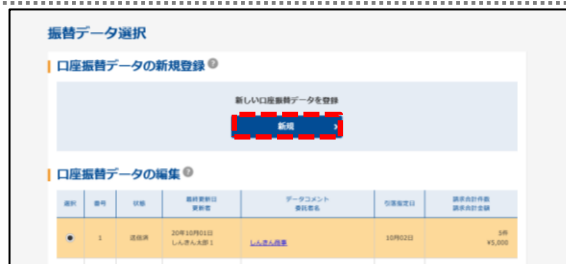 振替データ選択
口座振替データの新規登録
新しい口座振替データを登録
新規
口座振替データの編集
選択 番号 状態 最終更新日 データコメント 引落指定日 請求合計件数
更新者 委託者名 請求合計金額
1 送信済 20年10月01日 10月02日 3件
しんきん太郎1 しんきん商事 ¥3,000